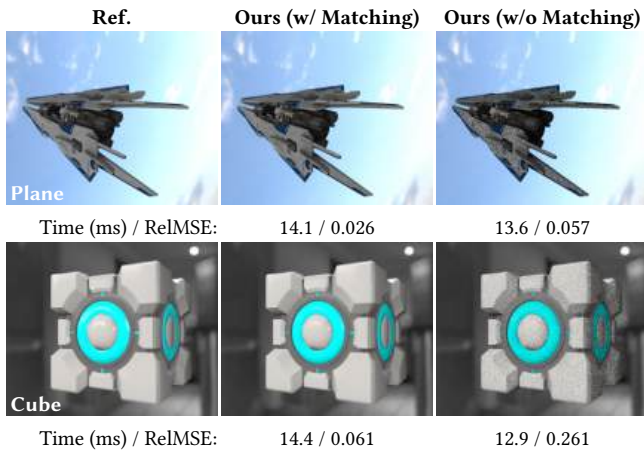 Ref. Ours (w/ Matching) Ours (w/o Matching)
Plane
Time (ms) / RelMSE: 14.1 / 0.026 13.6 / 0.057
Cube
Time (ms) / RelMSE: 14.4 / 0.061 12.9 / 0.261